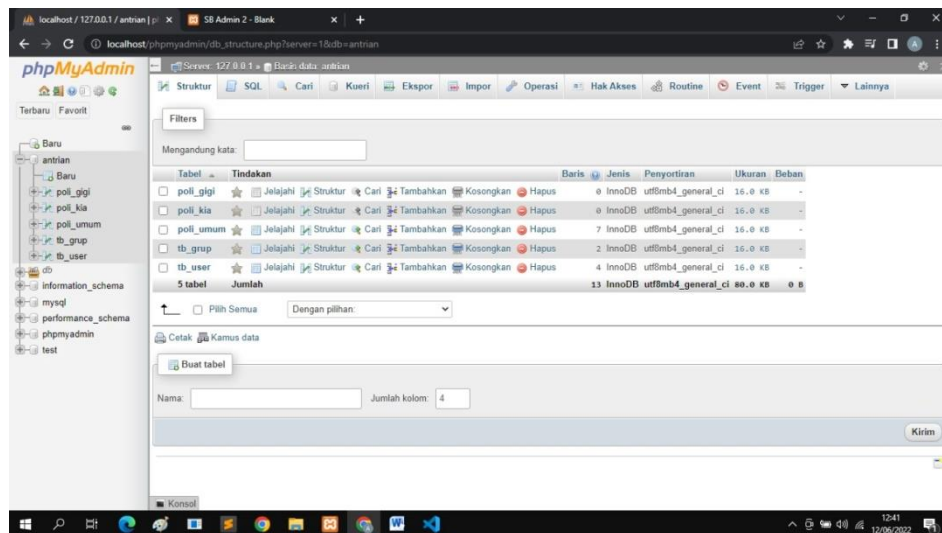 localhost / 127.0.0.1 / antrian | p
SB Admin 2 - Blank
localhost/phpmyadmin/db_structure.php?server=1&db=antrian
phpMyAdmin
Terbaru Favorit
Baru
antrian
Baru
poli_gigi
poli_kia
poli_umum
tb_grup
tb_user
db
information_schema
mysql
performance_schema
phpmyadmin
test
Server: 127.0.0.1 » Basis data: antrian
Struktur SQL Cari Kueri Ekspor Impor Operasi Hak Akses Routine Event Trigger Lainnya
Filters
Mengandung kata:
Tabel Tindakan Baris Jenis Penyortiran Ukuran Beban
poli_gigi Jelajahi Struktur Cari Tambahkan Kosongkan Hapus 0 InnoDB utf8mb4_general_ci 16.0 KB -
poli_kia Jelajahi Struktur Cari Tambahkan Kosongkan Hapus 0 InnoDB utf8mb4_general_ci 16.0 KB -
poli_umum Jelajahi Struktur Cari Tambahkan Kosongkan Hapus 7 InnoDB utf8mb4_general_ci 16.0 KB -
tb_grup Jelajahi Struktur Cari Tambahkan Kosongkan Hapus 2 InnoDB utf8mb4_general_ci 16.0 KB -
tb_user Jelajahi Struktur Cari Tambahkan Kosongkan Hapus 4 InnoDB utf8mb4_general_ci 16.0 KB -
5 tabel Jumlah 13 InnoDB utf8mb4_general_ci 80.0 KB 0 B
Pilih Semua Dengan pilihan:
Cetak Kamus data
Buat tabel
Nama: Jumlah kolom: 4
Kirim
Konsol
12:41
12/06/2022